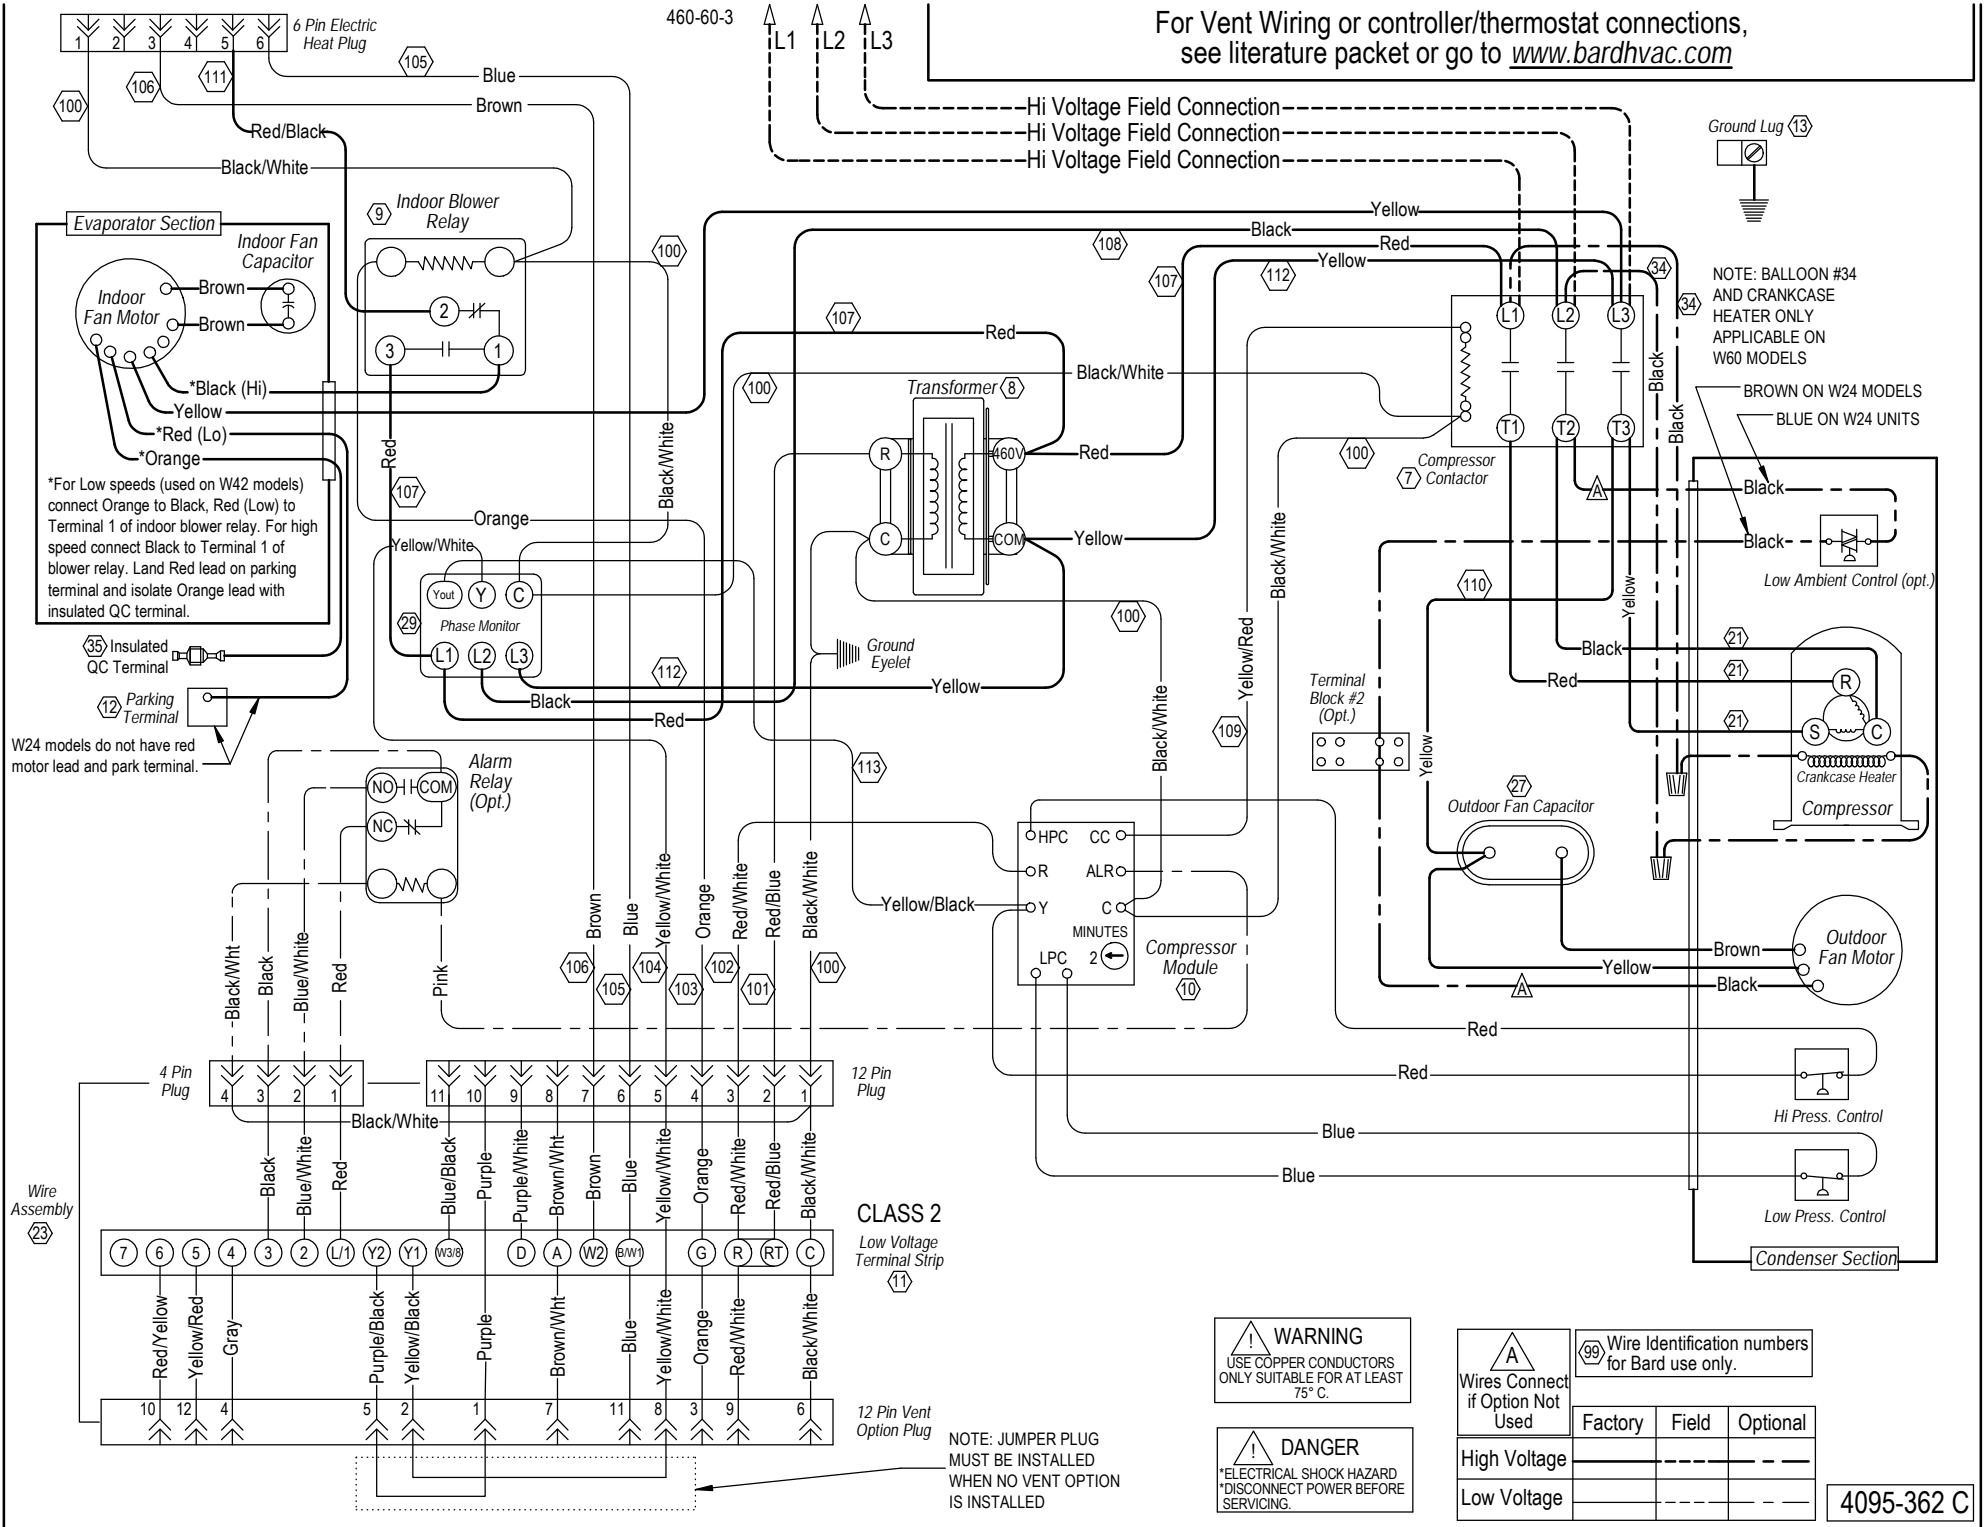 460-60-3
L1 L2 L3
For Vent Wiring or controller/thermostat connections,
see literature packet or go to www.bardhvac.com
1 2 3 4 5 6
6 Pin Electric
Heat Plug
100
106
111
105
Blue
Brown
Red/Black
Black/White
Hi Voltage Field Connection
Hi Voltage Field Connection
Hi Voltage Field Connection
Ground Lug 13
Evaporator Section
Indoor Fan
Capacitor
Indoor
Fan Motor
Brown
Brown
*Black (Hi)
Yellow
*Red (Lo)
*Orange
*For Low speeds (used on W42 models)
connect Orange to Black, Red (Low) to
Terminal 1 of indoor blower relay. For high
speed connect Black to Terminal 1 of
blower relay. Land Red lead on parking
terminal and isolate Orange lead with
insulated QC terminal.
35 Insulated
QC Terminal
12 Parking
Terminal
W24 models do not have red
motor lead and park terminal.
9 Indoor Blower
Relay
2
3 1
100
Red
107
Black/White
Orange
Yellow/White
Yout Y C
Phase Monitor
29
L1 L2 L3
112
Black
Red
Yellow
Yellow
Black
Red
Yellow
108
107
112
107
Red
100
Black/White
Transformer 8
R
C
460V
COM
Red
Yellow
100
Ground
Eyelet
113
34
34
L1 L2 L3
T1 T2 T3
Compressor
7 Contactor
100
Black/White
Yellow/Red
109
Black/White
Black
Black
NOTE: BALLOON #34
AND CRANKCASE
HEATER ONLY
APPLICABLE ON
W60 MODELS
BROWN ON W24 MODELS
BLUE ON W24 UNITS
A
Black
Black
Low Ambient Control (opt.)
110
Yellow
Black
Red
21
21
21
R
S C
Crankcase Heater
Compressor
Terminal
Block #2
(Opt.)
Yellow
27
Outdoor Fan Capacitor
Outdoor
Fan Motor
Brown
Yellow
Black
A
Alarm
Relay
(Opt.)
NO COM
NC
Black/Wht
Black
Blue/White
Red
Pink
Brown
Blue
Yellow/White
Orange
Red/White
Red/Blue
Black/White
106
105
104
103
102
101
100
Yellow/Black
HPC CC
R ALR
Y C
MINUTES
2
LPC
Compressor
Module
10
Red
Red
Hi Press. Control
Blue
Blue
Low Press. Control
Condenser Section
4 Pin
Plug
4 3 2 1
11 10 9 8 7 6 5 4 3 2 1
12 Pin
Plug
Black/White
Black
Blue/White
Red
Blue/Black
Purple
Purple/White
Brown/Wht
Brown
Blue
Yellow/White
Orange
Red/White
Red/Blue
Black/White
Wire
Assembly
23
CLASS 2
Low Voltage
Terminal Strip
11
7 6 5 4 3 2 L/1 Y2 Y1 W3/8 D A W2 B/W1 G R RT C
Red/Yellow
Yellow/Red
Gray
Purple/Black
Yellow/Black
Purple
Brown/Wht
Blue
Yellow/White
Orange
Red/White
Black/White
10 12 4 5 2 1 7 11 8 3 9 6
12 Pin Vent
Option Plug
NOTE: JUMPER PLUG
MUST BE INSTALLED
WHEN NO VENT OPTION
IS INSTALLED
! WARNING
USE COPPER CONDUCTORS
ONLY SUITABLE FOR AT LEAST
75° C.
! DANGER
*ELECTRICAL SHOCK HAZARD
*DISCONNECT POWER BEFORE
SERVICING.
A
Wires Connect
if Option Not
Used
99 Wire Identification numbers
for Bard use only.
Factory Field Optional
High Voltage
Low Voltage
4095-362 C